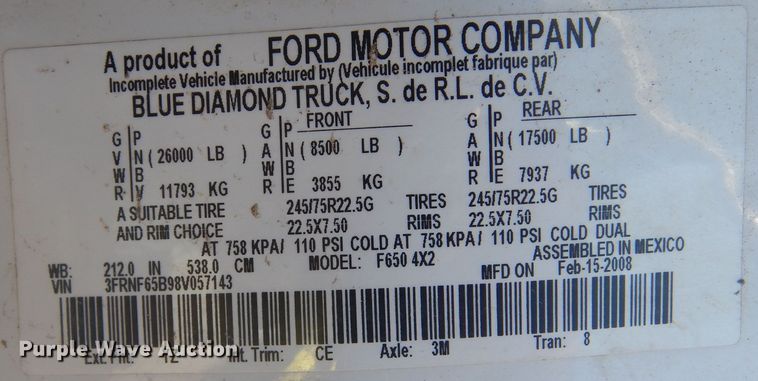 A product of FORD MOTOR COMPANY
Incomplete Vehicle Manufactured by (Vehicule incomplet fabrique par)
BLUE DIAMOND TRUCK, S. de R.L. de C.V.
FRONT REAR
G P G P G P
V N ( 26000 LB ) A N ( 8500 LB ) A N ( 17500 LB )
W B W B W B
R V 11793 KG R E 3855 KG R E 7937 KG
A SUITABLE TIRE 245/75R22.5G TIRES 245/75R22.5G
AND RIM CHOICE 22.5X7.50 RIMS 22.5X7.50
AT 758 KPA/ 110 PSI COLD AT 758 KPA/ 110 PSI COLD DUAL
ASSEMBLED IN MEXICO
WB: 212.0 IN 538.0 CM MODEL: F650 4X2 MFD ON Feb-15-2008
VIN 3FRNF65B98V057143
Ext. Pnt: 12 Int. Trim: CE Axle: 3M Tran: 8
Purple Wave Auction